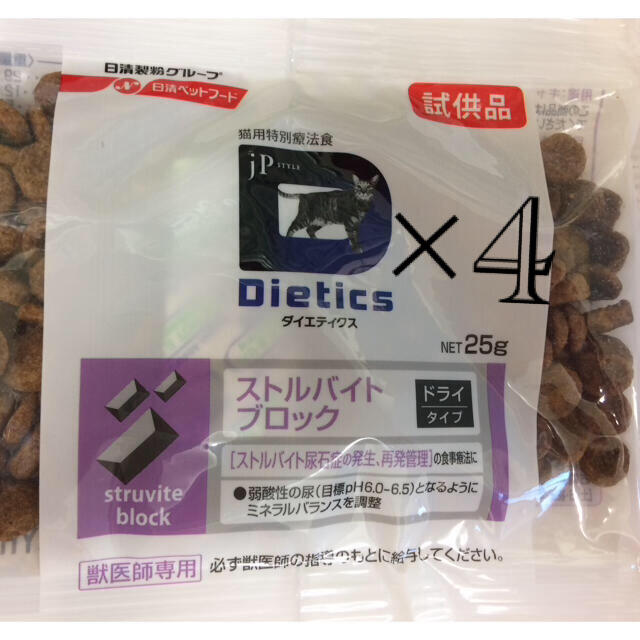 日清製粉グループ
日清ペットフード
試供品
猫用特別療法食
jP STYLE
Dietics
ダイエティクス
×4
NET 25g
ストルバイト
ブロック
ドライ
タイプ
struvite
block
[ストルバイト尿石症の発生、再発管理]の食事療法に
●弱酸性の尿(目標pH6.0-6.5)となるように
ミネラルバランスを調整
獣医師専用 必ず獣医師の指導のもとに給与してください。